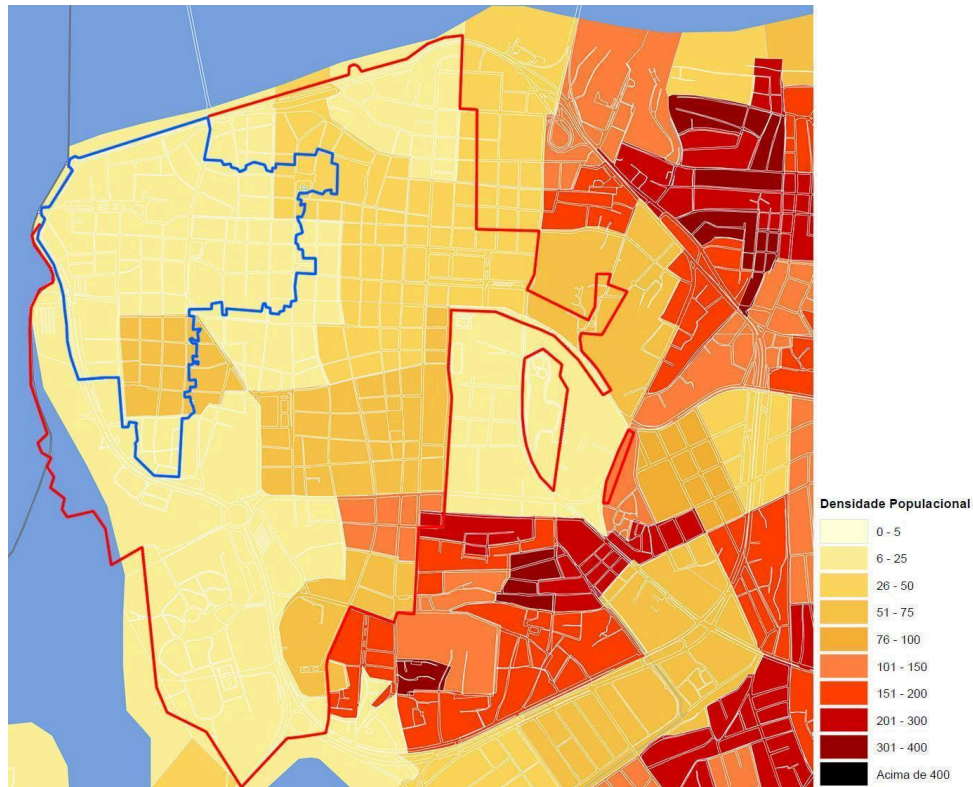 Densidade Populacional
0 - 5
6 - 25
26 - 50
51 - 75
76 - 100
101 - 150
151 - 200
201 - 300
301 - 400
Acima de 400